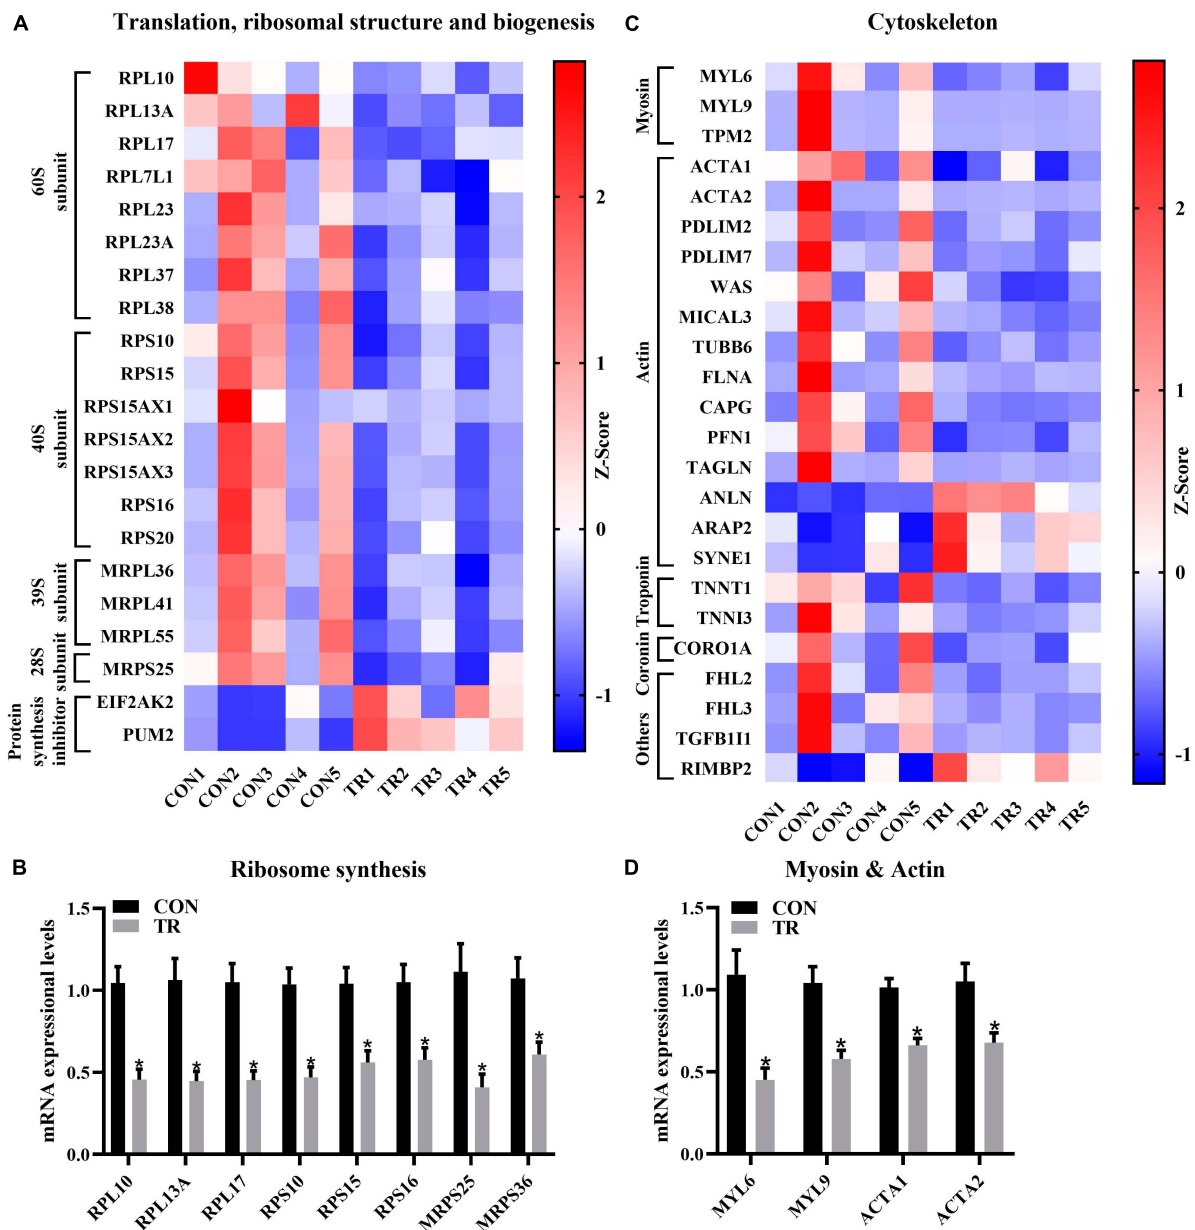 A
Translation, ribosomal structure and biogenesis
60S subunit
RPL10
RPL13A
RPL17
RPL7L1
RPL23
RPL23A
RPL37
RPL38
40S subunit
RPS10
RPS15
RPS15AX1
RPS15AX2
RPS15AX3
RPS16
RPS20
39S subunit
MRPL36
MRPL41
MRPL55
28S subunit
MRPS25
Protein synthesis inhibitor
EIF2AK2
PUM2
CON1 CON2 CON3 CON4 CON5 TR1 TR2 TR3 TR4 TR5
2
1
0
-1
Z-Score
C
Cytoskeleton
Myosin
MYL6
MYL9
TPM2
Actin
ACTA1
ACTA2
PDLIM2
PDLIM7
WAS
MICAL3
TUBB6
FLNA
CAPG
PFN1
TAGLN
ANLN
ARAP2
SYNE1
Troponin
TNNT1
TNNI3
Coronin
CORO1A
Others
FHL2
FHL3
TGFB1I1
RIMBP2
CON1 CON2 CON3 CON4 CON5 TR1 TR2 TR3 TR4 TR5
2
1
0
-1
Z-Score
B
Ribosome synthesis
CON
TR
mRNA expressional levels
1.5
1.0
0.5
0.0
* * * * * * * *
RPL10 RPL13A RPL17 RPS10 RPS15 RPS16 MRPS25 MRPS36
D
Myosin & Actin
CON
TR
mRNA expressional levels
1.5
1.0
0.5
0.0
* * * *
MYL6 MYL9 ACTA1 ACTA2